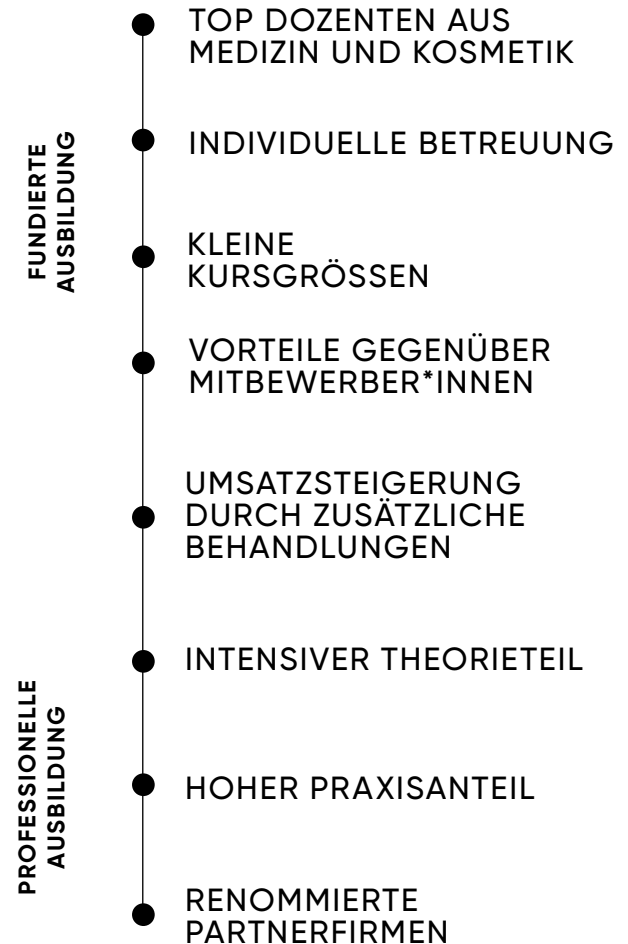 TOP DOZENTEN AUS
MEDIZIN UND KOSMETIK
INDIVIDUELLE BETREUUNG
FUNDIERTE
AUSBILDUNG
KLEINE
KURSGRÖSSEN
VORTEILE GEGENÜBER
MITBEWERBER*INNEN
UMSATZSTEIGERUNG
DURCH ZUSÄTZLICHE
BEHANDLUNGEN
INTENSIVER THEORIETEIL
PROFESSIONELLE
AUSBILDUNG
HOHER PRAXISANTEIL
RENOMMIERTE
PARTNERFIRMEN